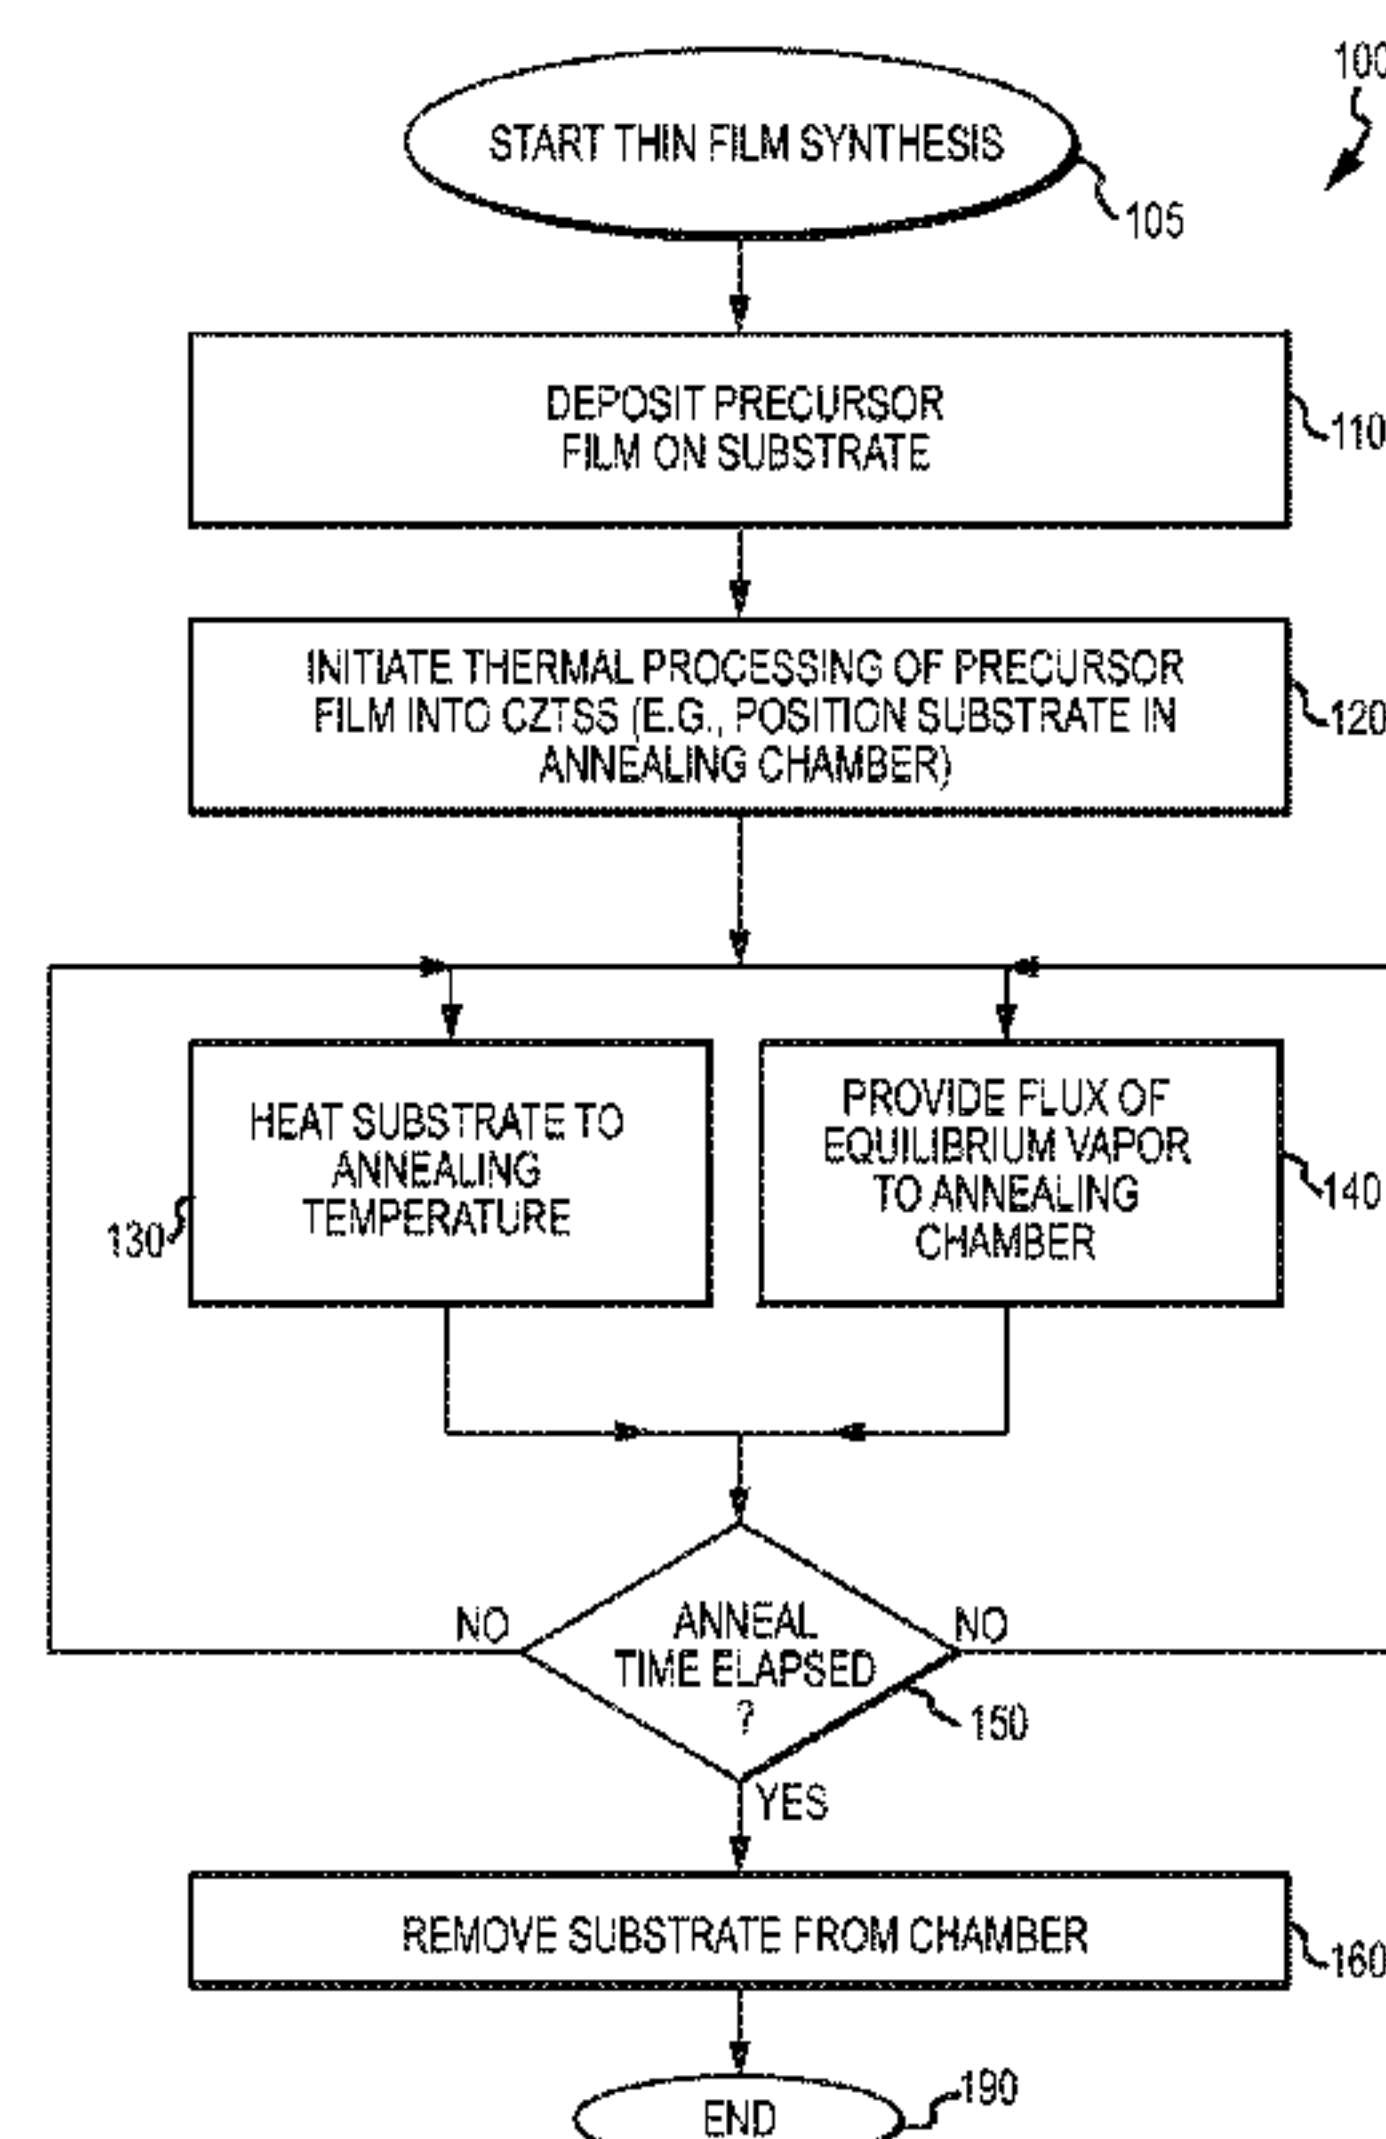 100
START THIN FILM SYNTHESIS
105
DEPOSIT PRECURSOR
FILM ON SUBSTRATE
110
INITIATE THERMAL PROCESSING OF PRECURSOR
FILM INTO CZTSS (E.G., POSITION SUBSTRATE IN
ANNEALING CHAMBER)
120
HEAT SUBSTRATE TO
ANNEALING
TEMPERATURE
130
PROVIDE FLUX OF
EQUILIBRIUM VAPOR
TO ANNEALING
CHAMBER
140
NO
ANNEAL
TIME ELAPSED
?
NO
150
YES
REMOVE SUBSTRATE FROM CHAMBER
160
END
190